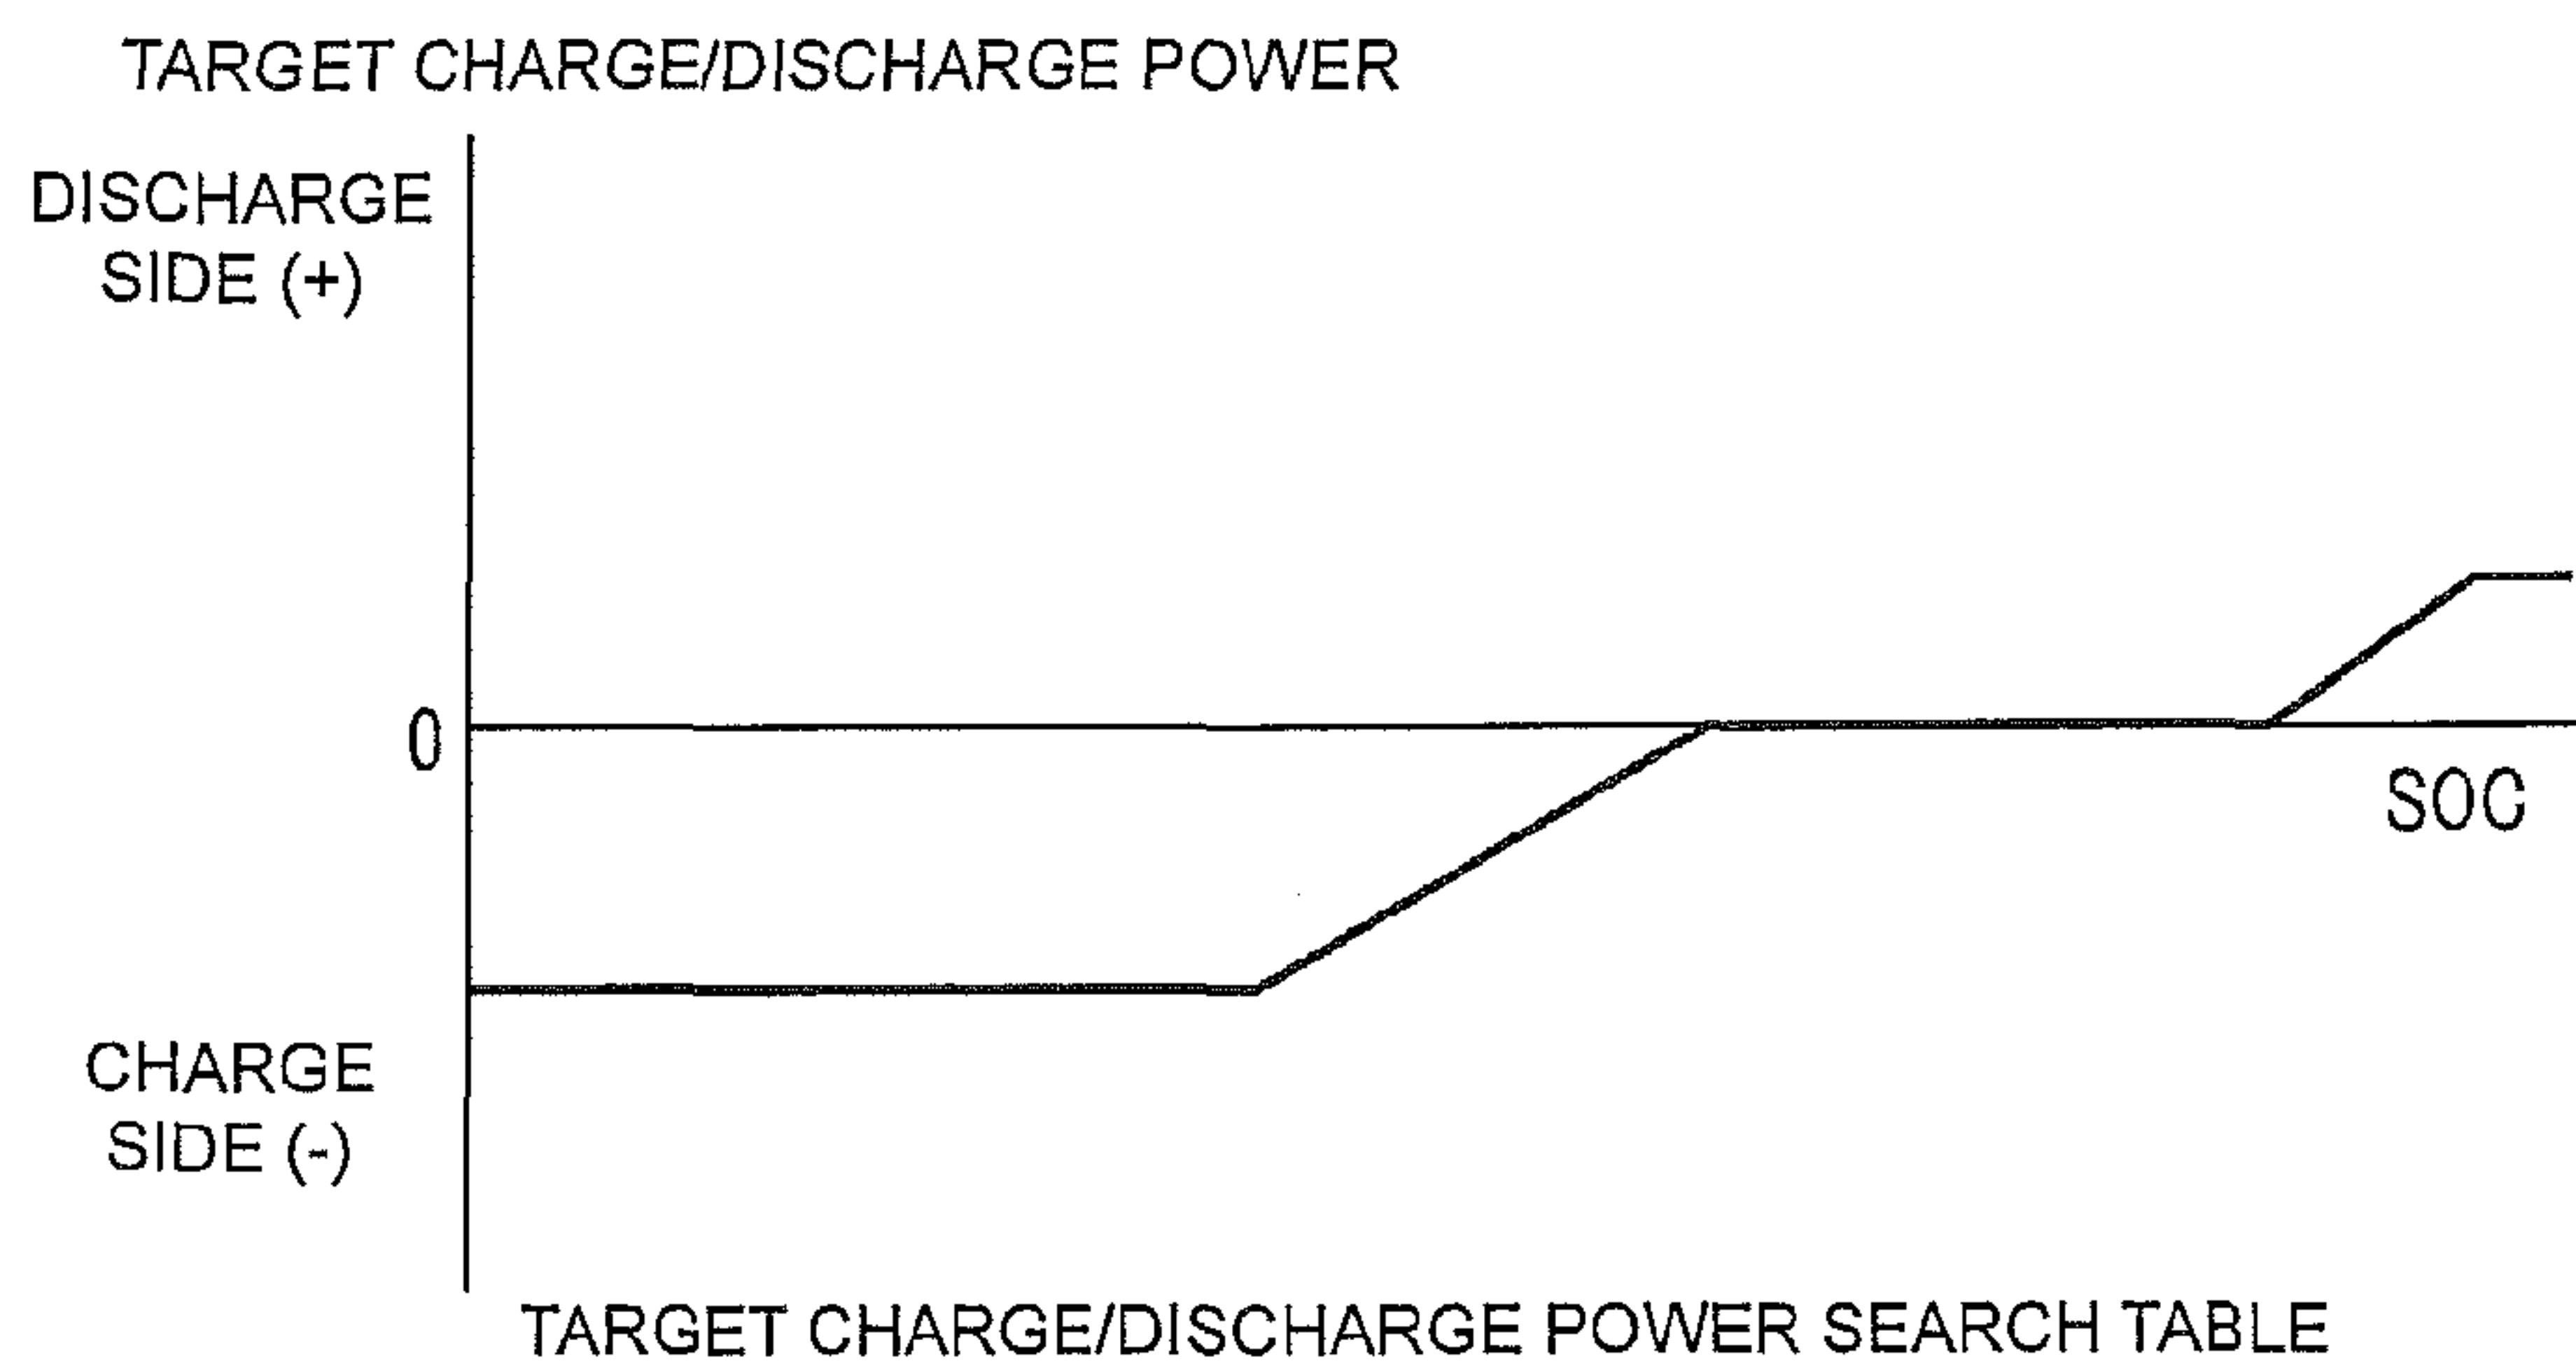 TARGET CHARGE/DISCHARGE POWER
DISCHARGE
SIDE (+)
0
SOC
CHARGE
SIDE (-)
TARGET CHARGE/DISCHARGE POWER SEARCH TABLE